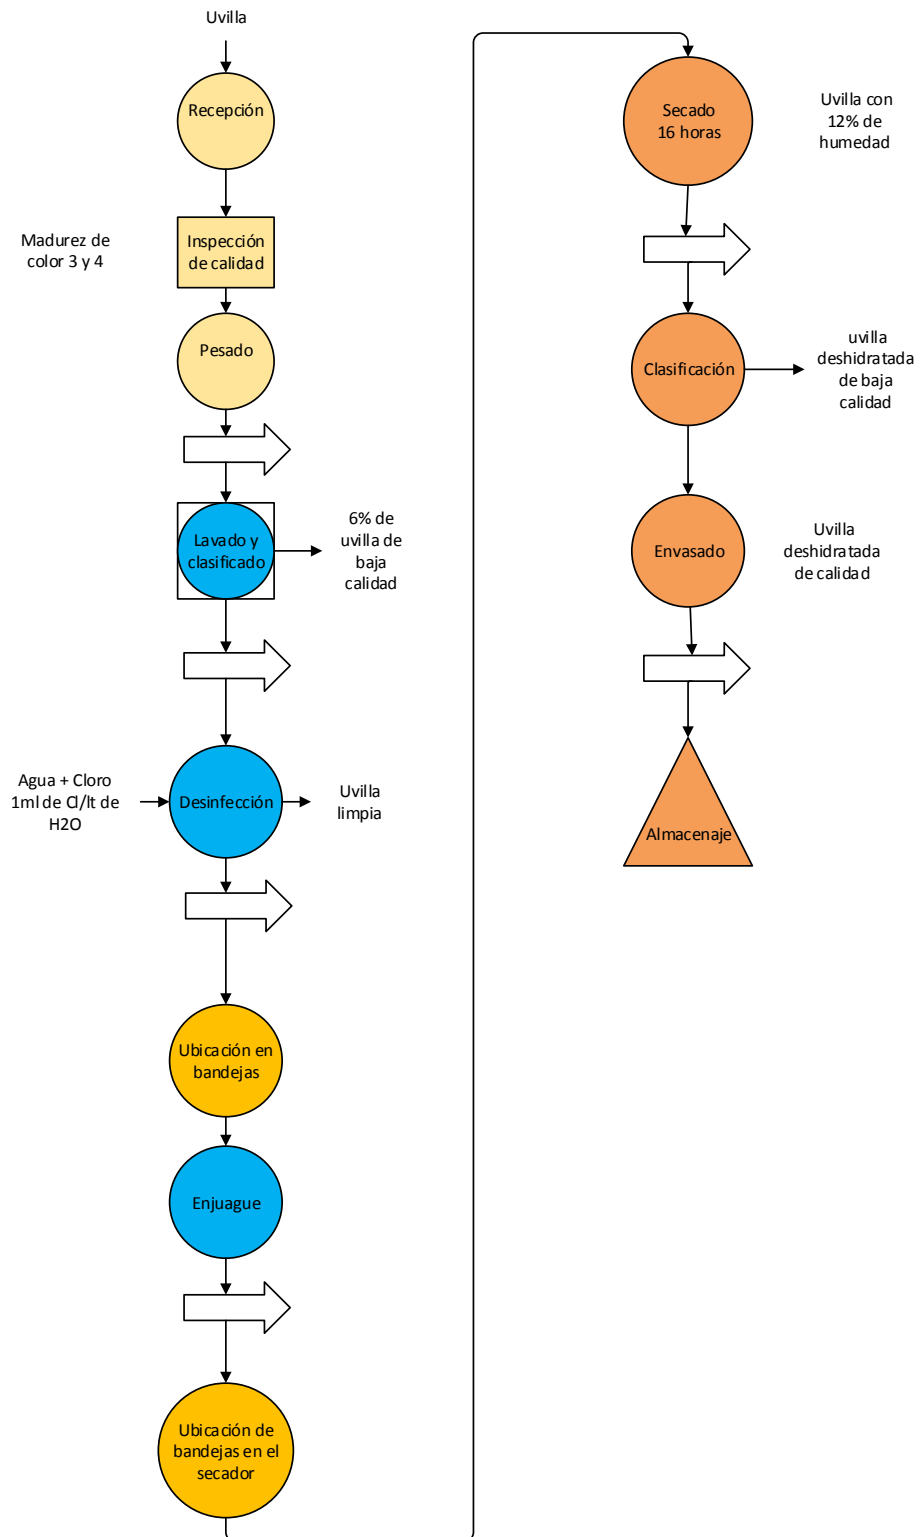 Uvilla
Recepción
Madurez de
color 3 y 4
Inspección
de calidad
Pesado
Lavado y
clasificado
6% de
uvilla de
baja
calidad
Agua + Cloro
1ml de Cl/lt de
H2O
Desinfección
Uvilla
limpia
Ubicación en
bandejas
Enjuague
Ubicación de
bandejas en el
secador
Secado
16 horas
Uvilla con
12% de
humedad
Clasificación
uvilla
deshidratada
de baja
calidad
Envasado
Uvilla
deshidratada
de calidad
Almacenaje